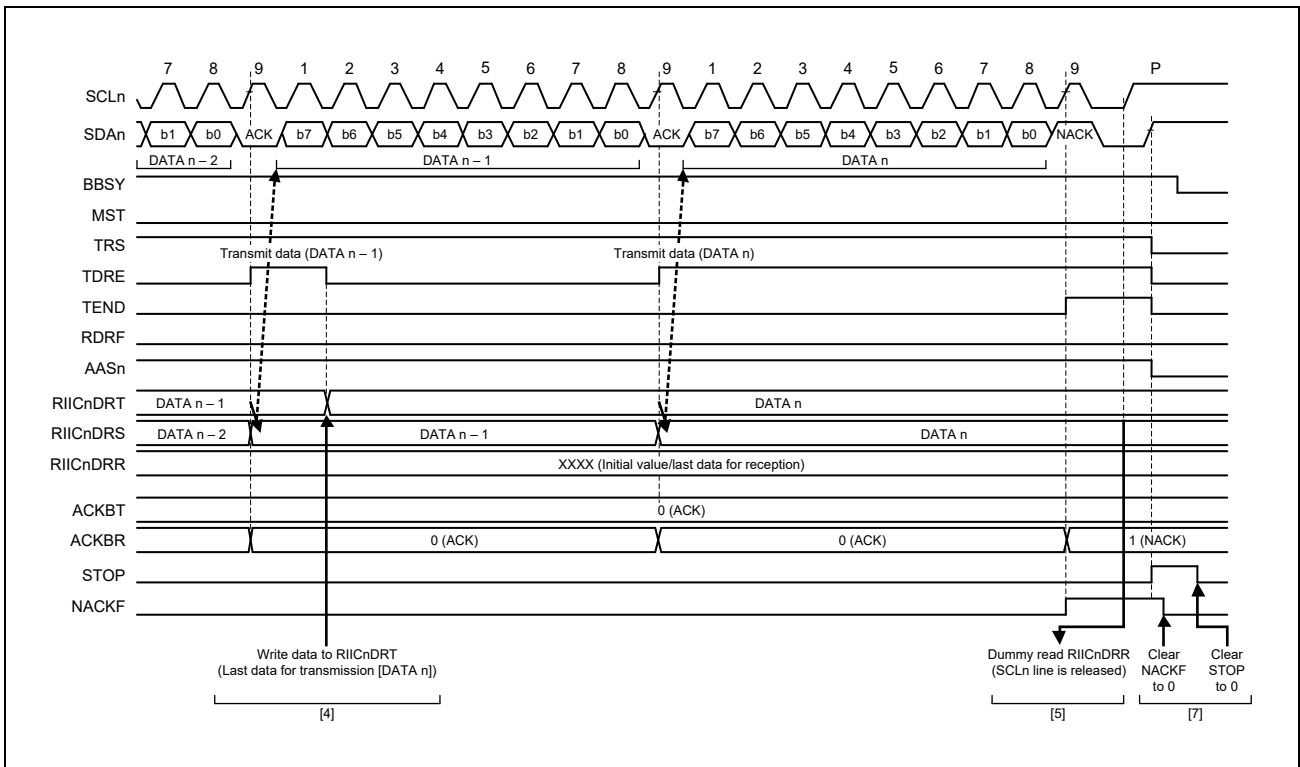 7 8 9 1 2 3 4 5 6 7 8 9 1 2 3 4 5 6 7 8 9 P
SCLn
SDAn b1 b0 ACK b7 b6 b5 b4 b3 b2 b1 b0 ACK b7 b6 b5 b4 b3 b2 b1 b0 NACK
DATA n – 2 DATA n – 1 DATA n
BBSY
MST
TRS
Transmit data (DATA n – 1) Transmit data (DATA n)
TDRE
TEND
RDRF
AASn
RIICnDRT DATA n – 1 DATA n
RIICnDRS DATA n – 2 DATA n – 1 DATA n
RIICnDRR XXXX (Initial value/last data for reception)
ACKBT 0 (ACK)
ACKBR 0 (ACK) 0 (ACK) 1 (NACK)
STOP
NACKF
Write data to RIICnDRT
(Last data for transmission [DATA n])
[4]
Dummy read RIICnDRR
(SCLn line is released)
[5]
Clear
NACKF
to 0
Clear
STOP
to 0
[7]